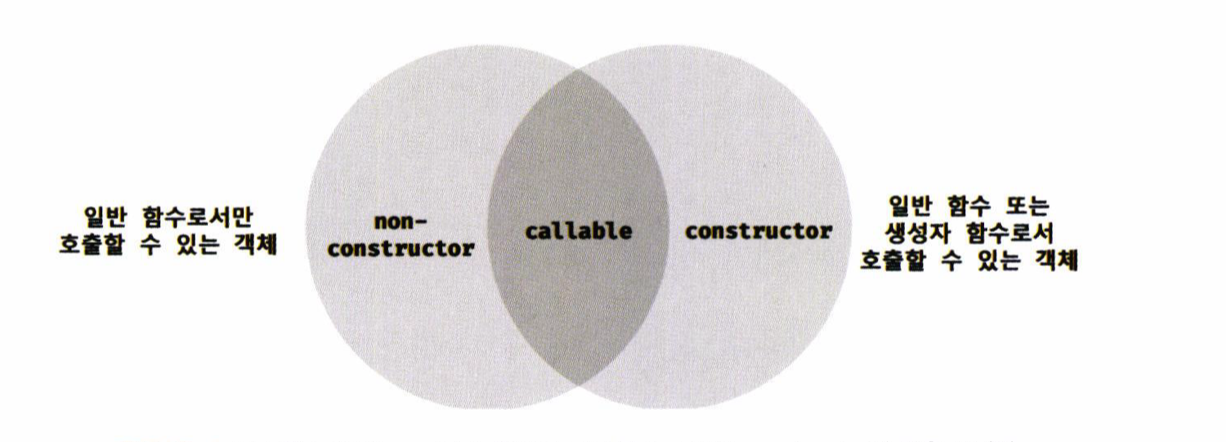 일반 함수로서만
호출할 수 있는 객체
non-
constructor
callable
constructor
일반 함수 또는
생성자 함수로서
호출할 수 있는 객체